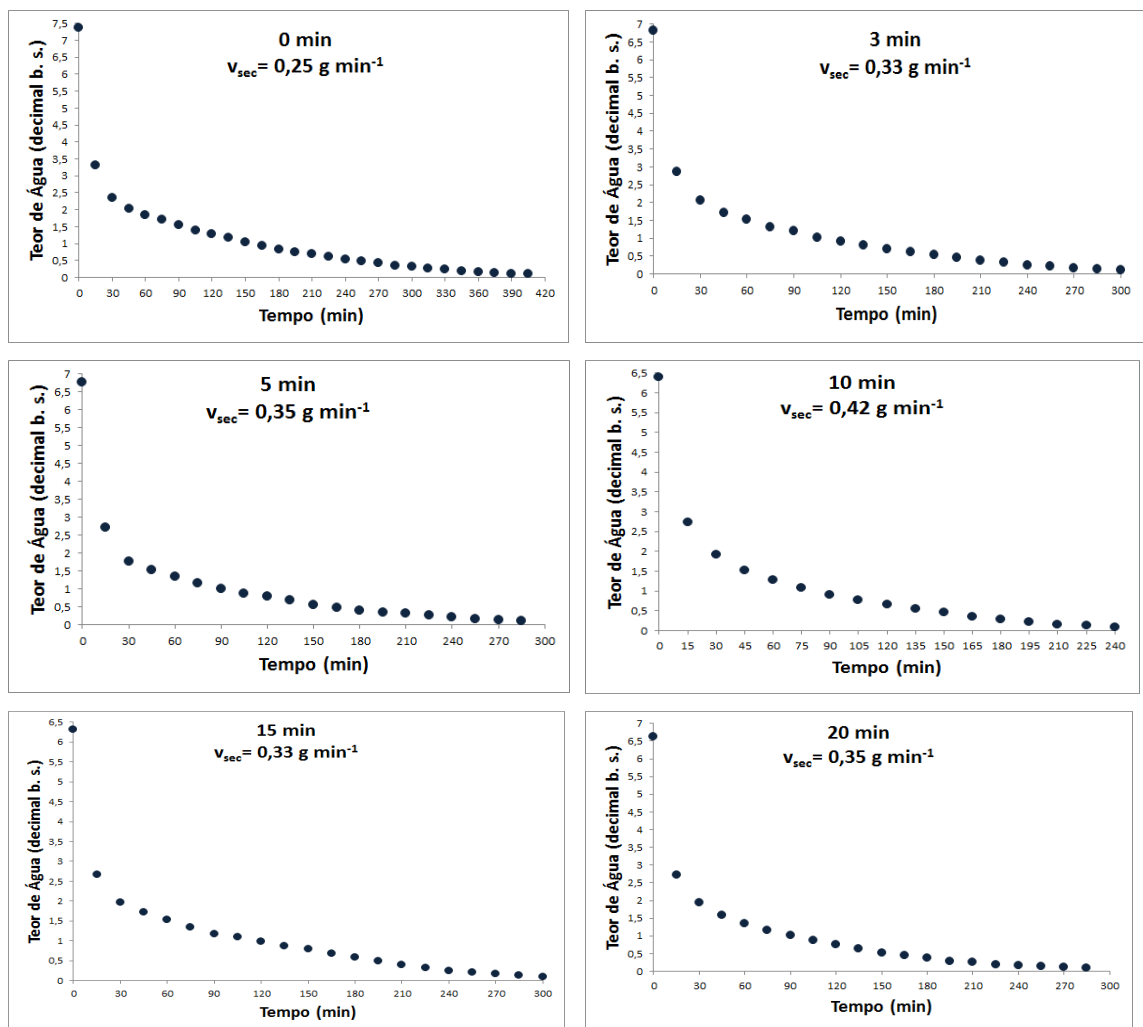 0 min
vsec= 0,25 g min-1
Teor de Água (decimal b. s.)
7,5
7
6,5
6
5,5
5
4,5
4
3,5
3
2,5
2
1,5
1
0,5
0
0 30 60 90 120 150 180 210 240 270 300 330 360 390 420
Tempo (min)
3 min
vsec= 0,33 g min-1
Teor de Água (decimal b. s.)
7
6,5
6
5,5
5
4,5
4
3,5
3
2,5
2
1,5
1
0,5
0
0 30 60 90 120 150 180 210 240 270 300
Tempo (min)
5 min
vsec= 0,35 g min-1
Teor de Água (decimal b. s.)
7
6,5
6
5,5
5
4,5
4
3,5
3
2,5
2
1,5
1
0,5
0
0 30 60 90 120 150 180 210 240 270 300
Tempo (min)
10 min
vsec= 0,42 g min-1
Teor de Água (decimal b. s.)
6,5
6
5,5
5
4,5
4
3,5
3
2,5
2
1,5
1
0,5
0
0 15 30 45 60 75 90 105 120 135 150 165 180 195 210 225 240
Tempo (min)
15 min
vsec= 0,33 g min-1
Teor de Água (decimal b. s.)
6,5
6
5,5
5
4,5
4
3,5
3
2,5
2
1,5
1
0,5
0
0 30 60 90 120 150 180 210 240 270 300
Tempo (min)
20 min
vsec= 0,35 g min-1
Teor de Água (decimal b. s.)
7
6,5
6
5,5
5
4,5
4
3,5
3
2,5
2
1,5
1
0,5
0
0 30 60 90 120 150 180 210 240 270 300
Tempo (min)